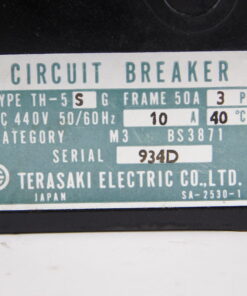 CIRCUIT BREAKER
YPE TH-5 S G FRAME 50A 3 P
C 440V 50/60Hz 10 A 40°C
ATEGORY M3 BS3871
SERIAL 934D
TERASAKI ELECTRIC CO.,LTD.
JAPAN SA-2530-1